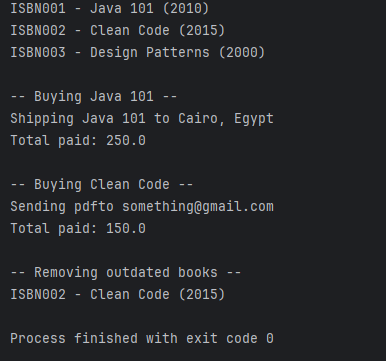 ISBN001 - Java 101 (2010)
ISBN002 - Clean Code (2015)
ISBN003 - Design Patterns (2000)
-- Buying Java 101 --
Shipping Java 101 to Cairo, Egypt
Total paid: 250.0
-- Buying Clean Code --
Sending pdfto something@gmail.com
Total paid: 150.0
-- Removing outdated books --
ISBN002 - Clean Code (2015)
Process finished with exit code 0